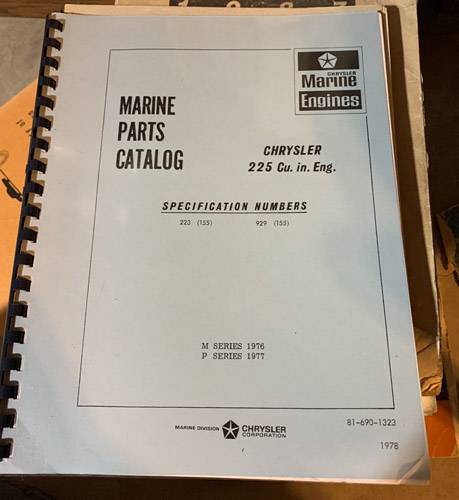 MARINE
PARTS
CATALOG
CHRYSLER
Marine
Engines
CHRYSLER
225 Cu. in. Eng.
SPECIFICATION NUMBERS
223 (155) 929 (155)
M SERIES 1976
P SERIES 1977
MARINE DIVISION CHRYSLER
CORPORATION
81-690-1323
1978